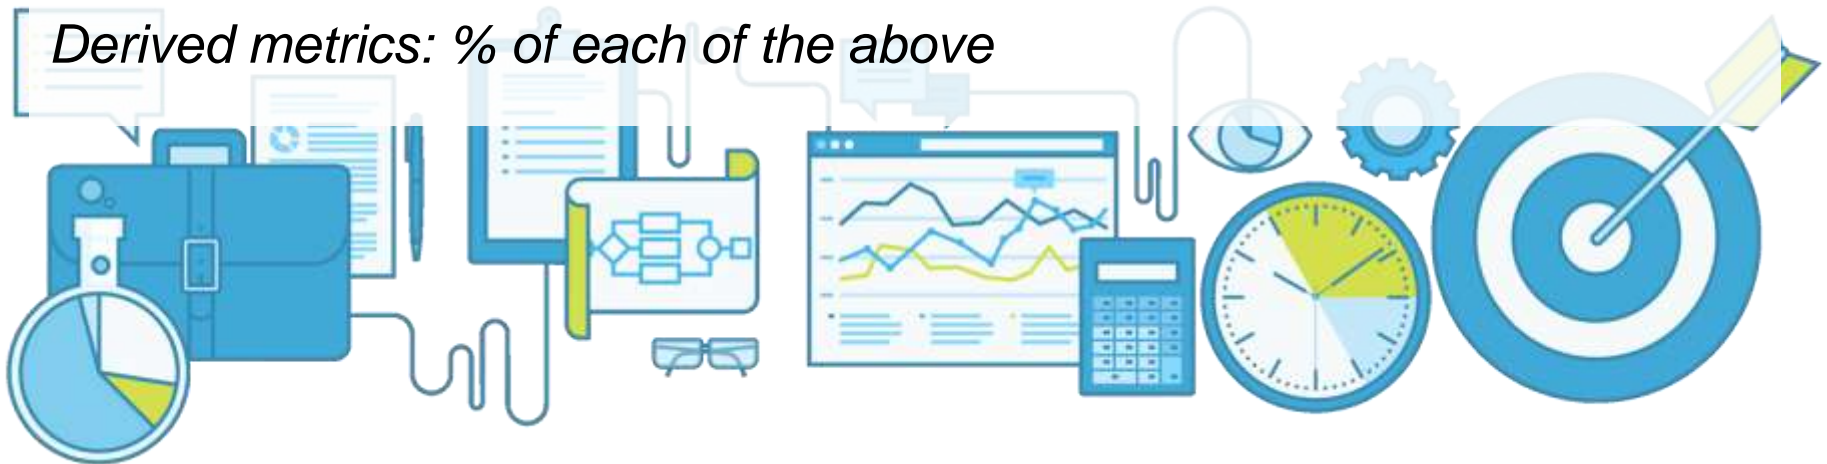 Derived metrics: % of each of the above